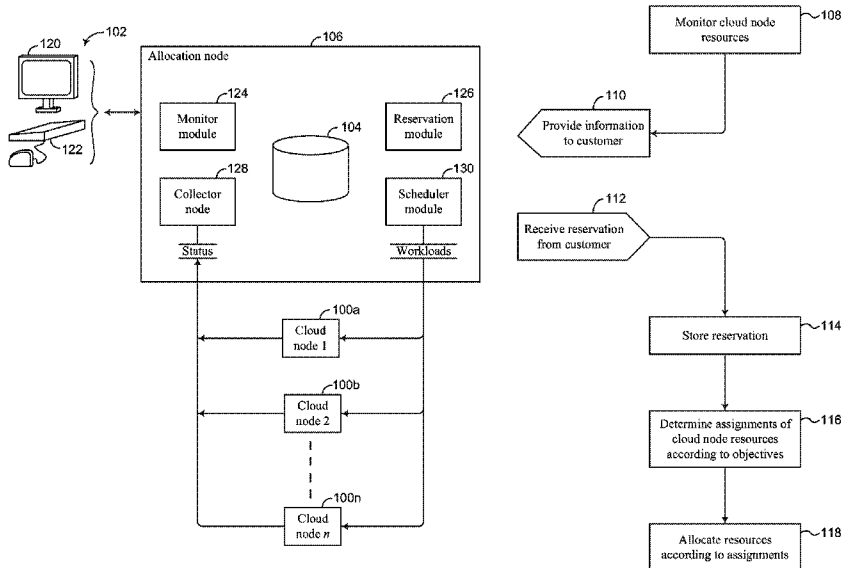 120
102
122
106
Allocation node
124
Monitor
module
126
Reservation
module
104
128
Collector
node
130
Scheduler
module
Status
Workloads
100a
Cloud
node 1
100b
Cloud
node 2
100n
Cloud
node n
108
Monitor cloud node
resources
110
Provide information
to customer
112
Receive reservation
from customer
114
Store reservation
116
Determine assignments of
cloud node resources
according to objectives
118
Allocate resources
according to assignments